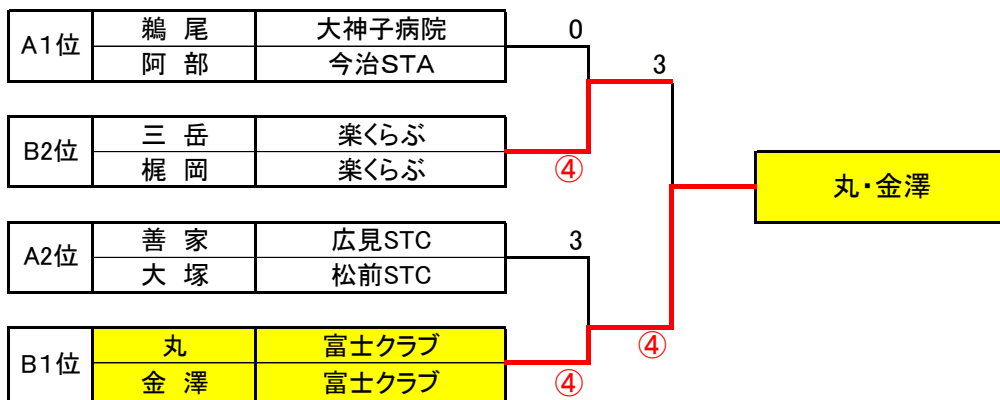 A1位 鵜 尾 大神子病院 0
阿 部 今治STA
3
B2位 三 岳 楽くらぶ
梶 岡 楽くらぶ ④
丸・金澤
A2位 善 家 広見STC 3
大 塚 松前STC
④
B1位 丸 富士クラブ
金 澤 富士クラブ ④